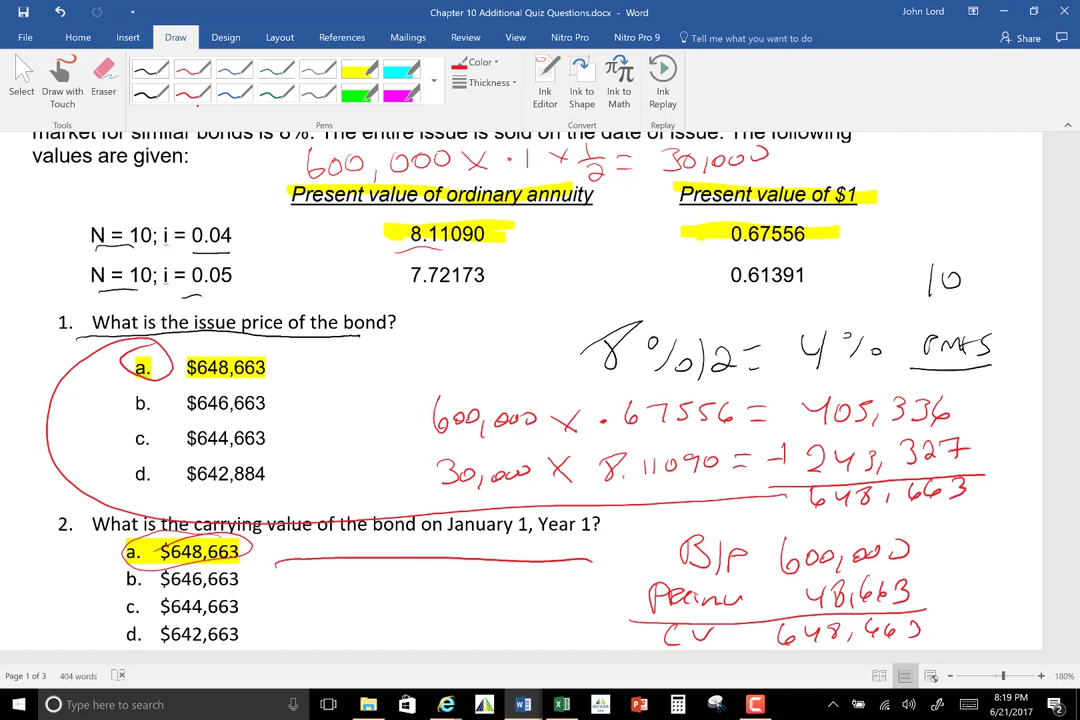 Chapter 10 Additional Quiz Questions.docx - Word
John Lord
File Home Insert Draw Design Layout References Mailings Review View Nitro Pro Nitro Pro 9 Tell me what you want to do Share
Select Draw with Touch Eraser Color Thickness Ink Editor Ink to Shape Ink to Math Ink Replay
Tools Pens Convert Replay
market for similar bonds is 8%. The entire issue is sold on the date of issue. The following
values are given:
600,000 x .1 x 1/2 = 30,000
Present value of ordinary annuity Present value of $1
N = 10; i = 0.04 8.11090 0.67556
N = 10; i = 0.05 7.72173 0.61391
10
1. What is the issue price of the bond?
8%/2 = 4% PMTS
a. $648,663
b. $646,663
600,000 x .67556 = 405,336
c. $644,663
30,000 x 8.11090 = + 243,327
d. $642,884
648,663
2. What is the carrying value of the bond on January 1, Year 1?
a. $648,663
B/P 600,000
b. $646,663
48,663
c. $644,663
CV 648,663
d. $642,663
Page 1 of 3 404 words 180%
Type here to search
8:19 PM
6/21/2017
2